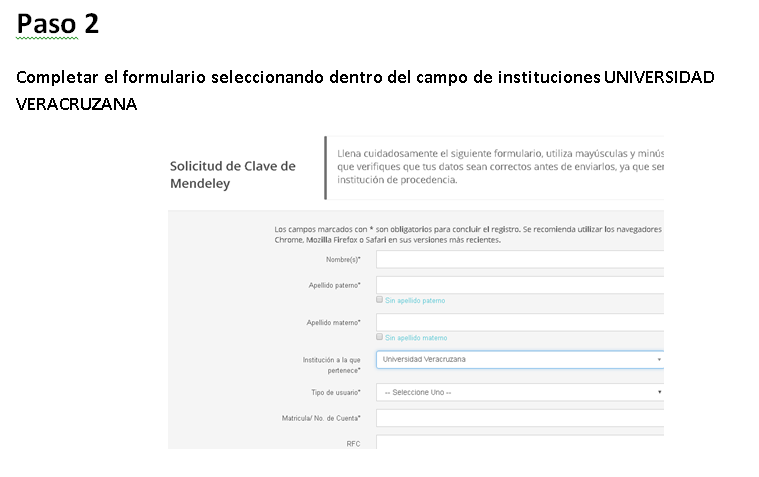 Paso 2
Completar el formulario seleccionando dentro del campo de instituciones UNIVERSIDAD
VERACRUZANA
Solicitud de Clave de
Mendeley
Llena cuidadosamente el siguiente formulario, utiliza mayúsculas y minús
que verifiques que tus datos sean correctos antes de enviarlos, ya que ser
institución de procedencia.
Los campos marcados con * son obligatorios para concluir el registro. Se recomienda utilizar los navegadores
Chrome, Mozilla Firefox o Safari en sus versiones más recientes.
Nombre(s)*
Apellido paterno*
Sin apellido paterno
Apellido materno*
Sin apellido materno
Institución a la que
pertenece*
Universidad Veracruzana
Tipo de usuario*
-- Seleccione Uno --
Matricula/ No. de Cuenta*
RFC